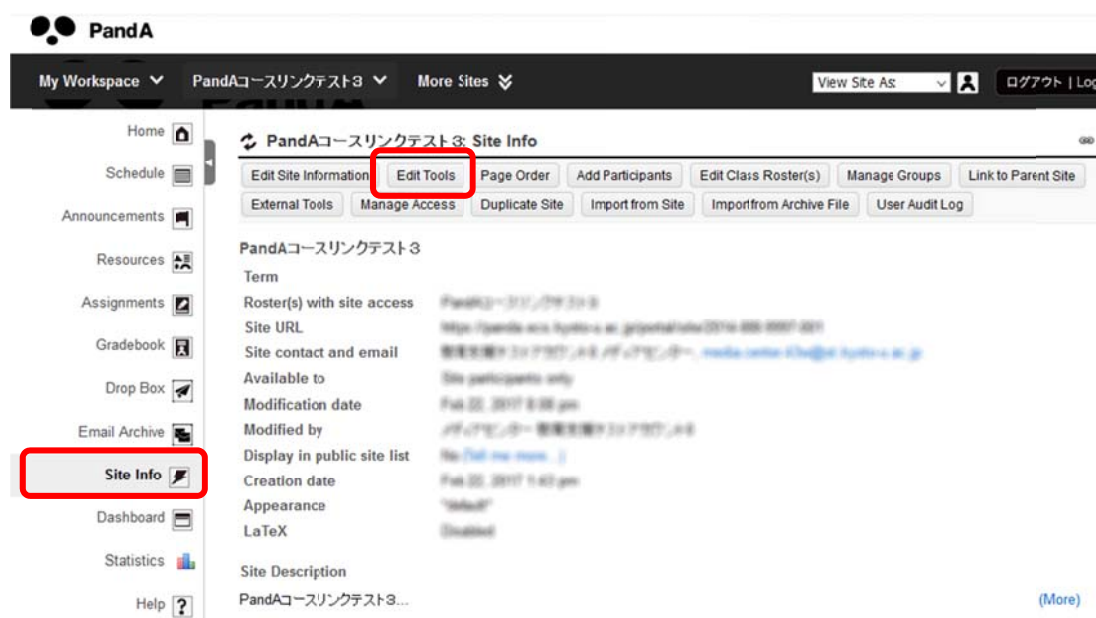 PandA
My Workspace PandAコースリンクテスト3 More Sites View Site As: ログアウト | Log
Home
Schedule
Announcements
Resources
Assignments
Gradebook
Drop Box
Email Archive
Site Info
Dashboard
Statistics
Help
PandAコースリンクテスト3: Site Info
Edit Site Information Edit Tools Page Order Add Participants Edit Class Roster(s) Manage Groups Link to Parent Site
External Tools Manage Access Duplicate Site Import from Site Import from Archive File User Audit Log
PandAコースリンクテスト3
Term
Roster(s) with site access
Site URL
Site contact and email
Available to
Modification date
Modified by
Display in public site list
Creation date
Appearance
LaTeX
Site Description
PandAコースリンクテスト3...
(More)